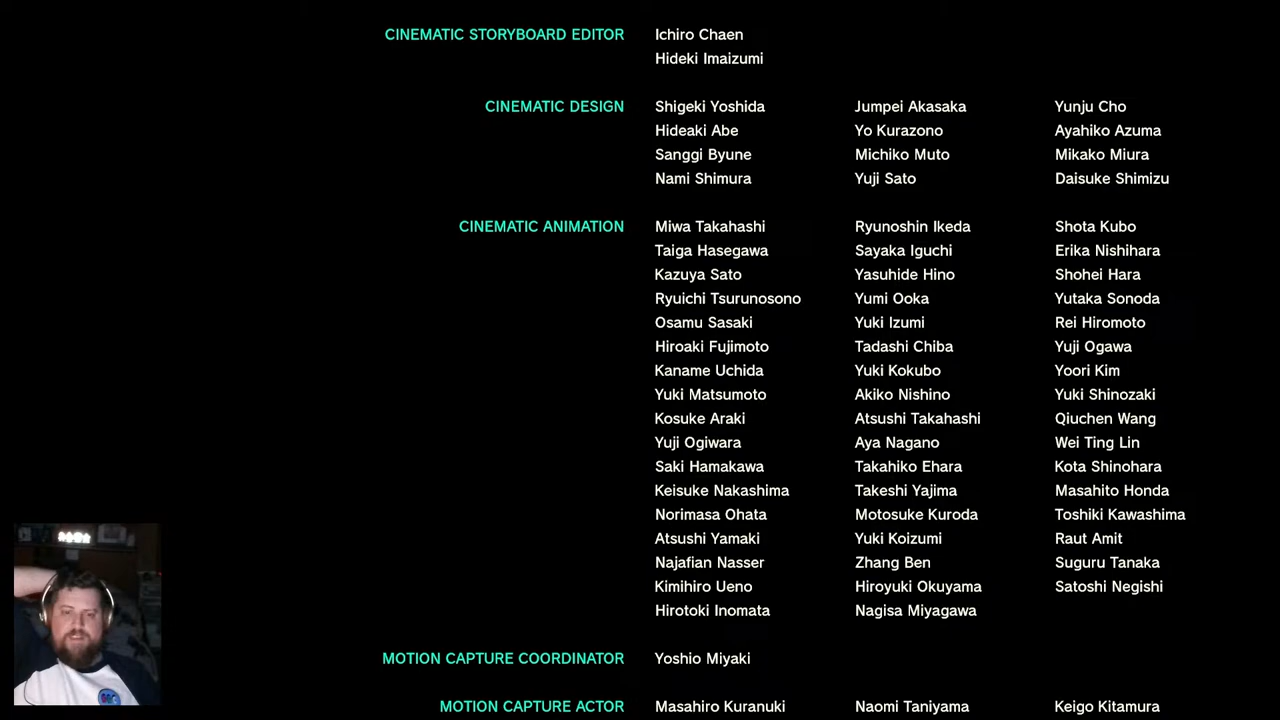 CINEMATIC STORYBOARD EDITOR Ichiro Chaen
Hideki Imaizumi
CINEMATIC DESIGN Shigeki Yoshida Jumpei Akasaka Yunju Cho
Hideaki Abe Yo Kurazono Ayahiko Azuma
Sanggi Byune Michiko Muto Mikako Miura
Nami Shimura Yuji Sato Daisuke Shimizu
CINEMATIC ANIMATION Miwa Takahashi Ryunoshin Ikeda Shota Kubo
Taiga Hasegawa Sayaka Iguchi Erika Nishihara
Kazuya Sato Yasuhide Hino Shohei Hara
Ryuichi Tsurunosono Yumi Ooka Yutaka Sonoda
Osamu Sasaki Yuki Izumi Rei Hiromoto
Hiroaki Fujimoto Tadashi Chiba Yuji Ogawa
Kaname Uchida Yuki Kokubo Yoori Kim
Yuki Matsumoto Akiko Nishino Yuki Shinozaki
Kosuke Araki Atsushi Takahashi Qiuchen Wang
Yuji Ogiwara Aya Nagano Wei Ting Lin
Saki Hamakawa Takahiko Ehara Kota Shinohara
Keisuke Nakashima Takeshi Yajima Masahito Honda
Norimasa Ohata Motosuke Kuroda Toshiki Kawashima
Atsushi Yamaki Yuki Koizumi Raut Amit
Najafian Nasser Zhang Ben Suguru Tanaka
Kimihiro Ueno Hiroyuki Okuyama Satoshi Negishi
Hirotoki Inomata Nagisa Miyagawa
MOTION CAPTURE COORDINATOR Yoshio Miyaki
MOTION CAPTURE ACTOR Masahiro Kuranuki Naomi Taniyama Keigo Kitamura